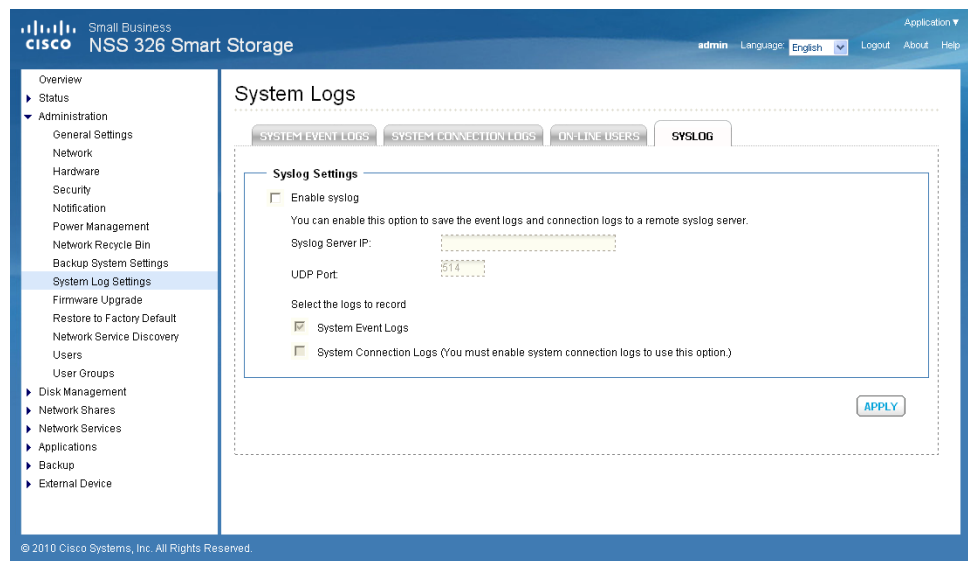 Application ▼
Small Business
CISCO NSS 326 Smart Storage
admin Language: English Logout About Help
Overview
Status
Administration
General Settings
Network
Hardware
Security
Notification
Power Management
Network Recycle Bin
Backup System Settings
System Log Settings
Firmware Upgrade
Restore to Factory Default
Network Service Discovery
Users
User Groups
Disk Management
Network Shares
Network Services
Applications
Backup
External Device
System Logs
SYSTEM EVENT LOGS SYSTEM CONNECTION LOGS ON-LINE USERS SYSLOG
Syslog Settings
Enable syslog
You can enable this option to save the event logs and connection logs to a remote syslog server.
Syslog Server IP:
UDP Port: 514
Select the logs to record
System Event Logs
System Connection Logs (You must enable system connection logs to use this option.)
APPLY
© 2010 Cisco Systems, Inc. All Rights Reserved.